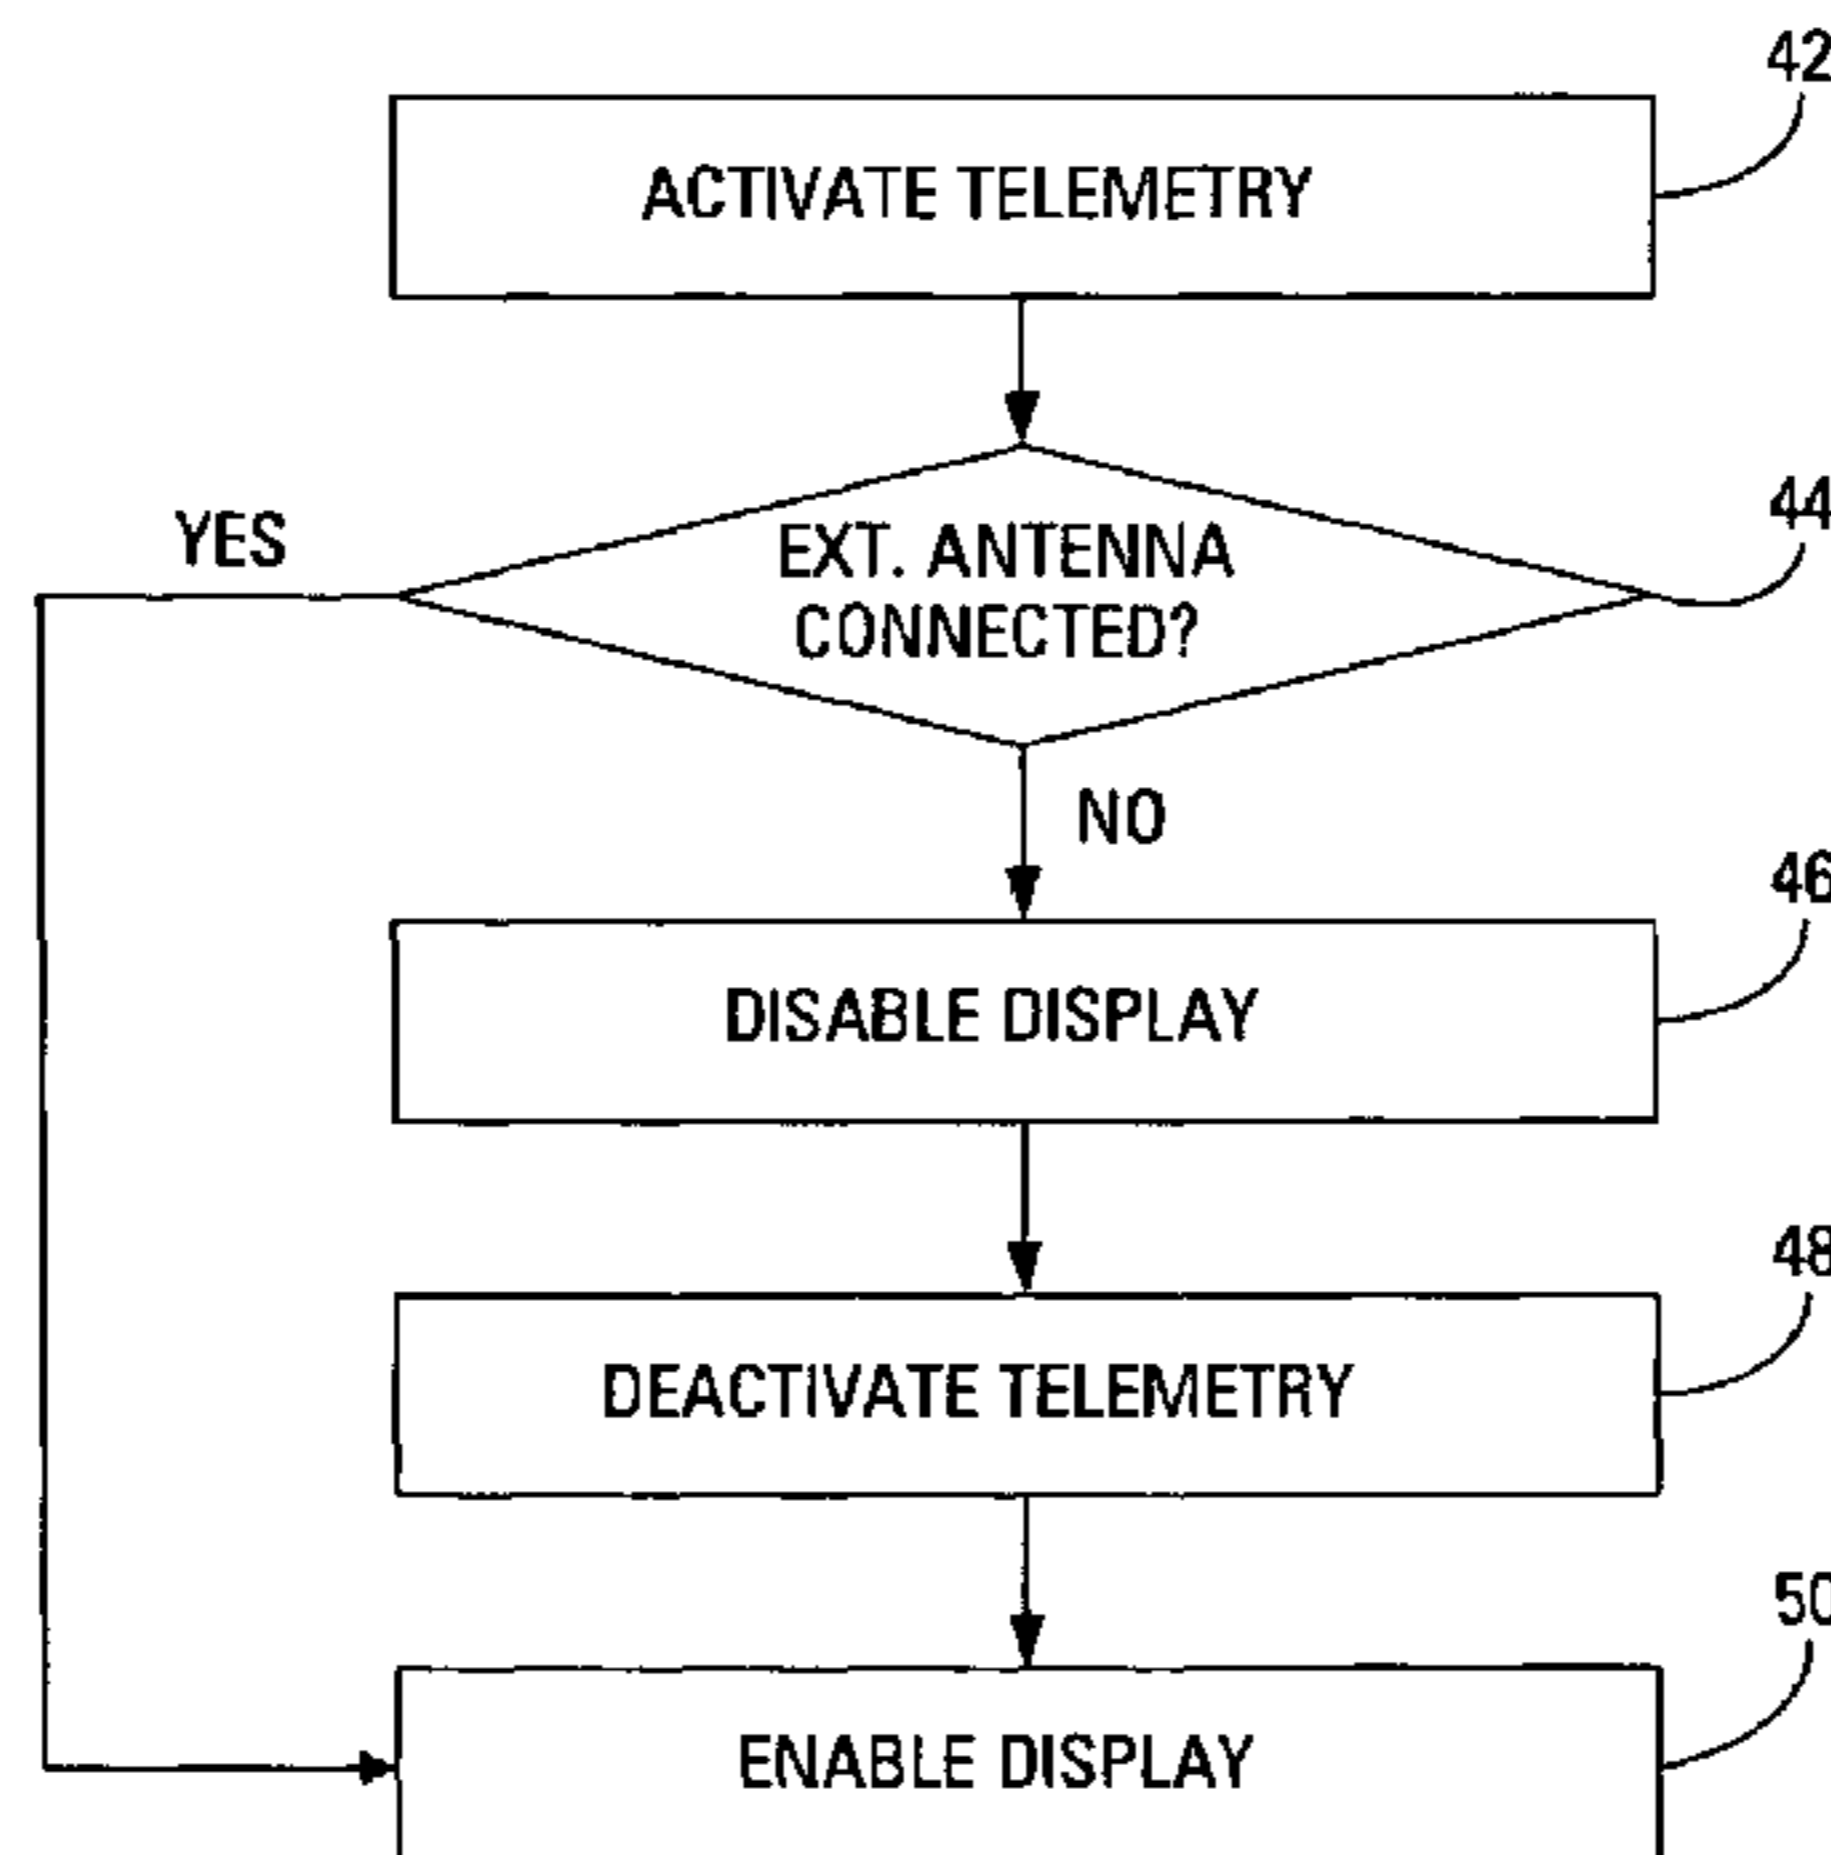 42
ACTIVATE TELEMETRY
44
YES
EXT. ANTENNA
CONNECTED?
NO
46
DISABLE DISPLAY
48
DEACTIVATE TELEMETRY
50
ENABLE DISPLAY